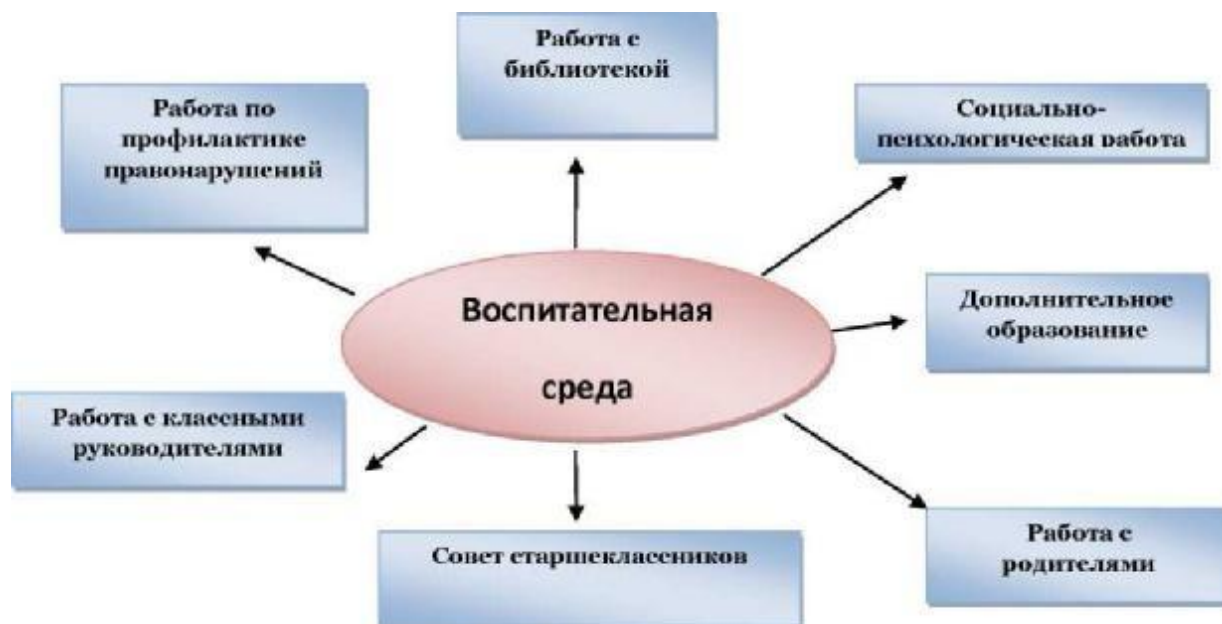 Работа с
библиотекой
Работа по
профилактике
правонарушений
Социально-
психологическая работа
Воспитательная
среда
Дополнительное
образование
Работа с классными
руководителями
Совет старшеклассников
Работа с
родителями